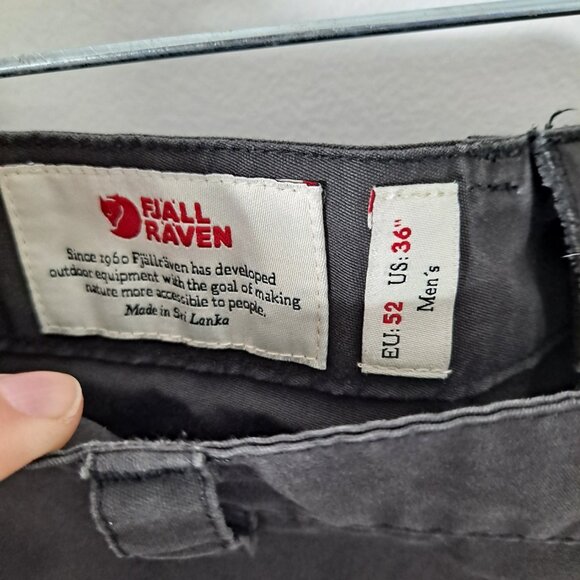 FJÄLL
RÄVEN
Since 1960 Fjällräven has developed
outdoor equipment with the goal of making
nature more accessible to people.
Made in Sri Lanka
EU: 52 US: 36"
Men's